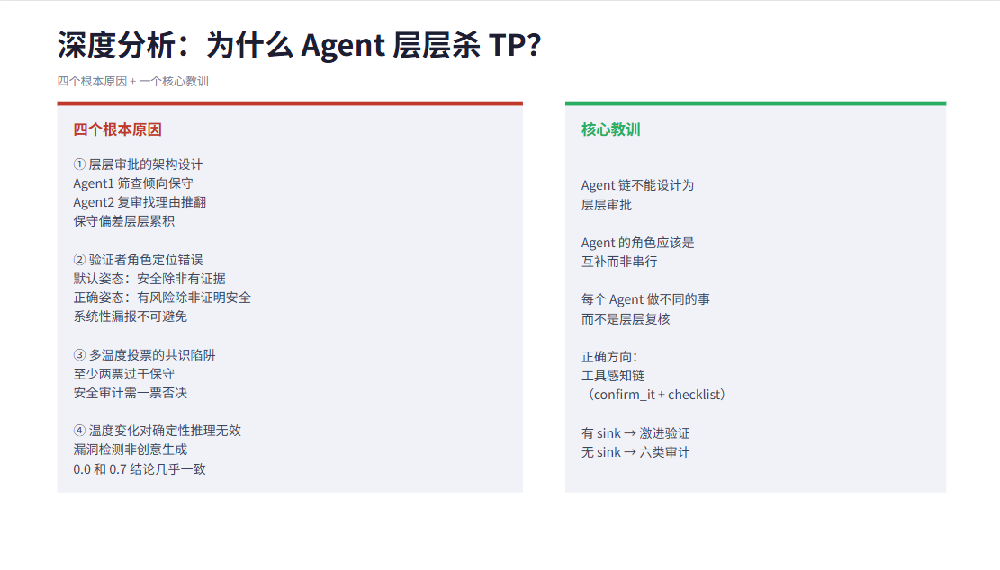 深度分析：为什么 Agent 层层杀 TP？
四个根本原因 + 一个核心教训
四个根本原因
① 层层审批的架构设计
Agent1 筛查倾向保守
Agent2 复审找理由推翻
保守偏差层层累积
② 验证者角色定位错误
默认姿态：安全除非有证据
正确姿态：有风险除非证明安全
系统性漏报不可避免
③ 多温度投票的共识陷阱
至少两票过于保守
安全审计需一票否决
④ 温度变化对确定性推理无效
漏洞检测非创意生成
0.0 和 0.7 结论几乎一致
核心教训
Agent 链不能设计为
层层审批
Agent 的角色应该是
互补而非串行
每个 Agent 做不同的事
而不是层层复核
正确方向：
工具感知链
（confirm_it + checklist）
有 sink → 激进验证
无 sink → 六类审计